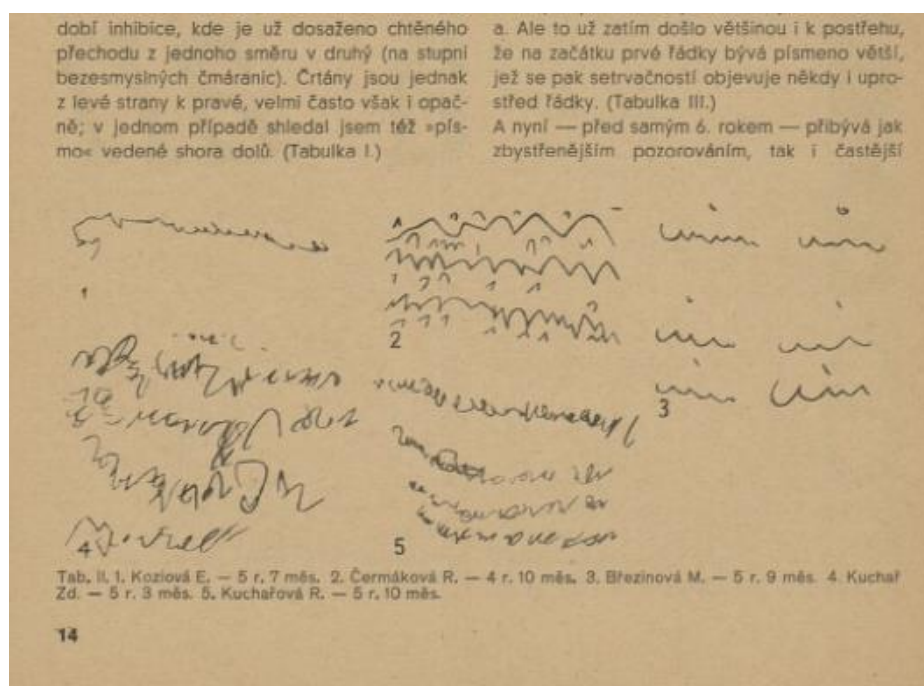 dobí inhibice, kde je už dosaženo chtěného
přechodu z jednoho směru v druhý (na stupni
bezesmyslných čmáranic). Črtány jsou jednak
z levé strany k pravé, velmi často však i opač-
ně; v jednom případě shledal jsem též »pís-
mo« vedené shora dolů. (Tabulka I.)
a. Ale to už zatím došlo většinou i k postřehu,
že na začátku prvé řádky bývá písmeno větší,
jež se pak setrvačností objevuje někdy i upro-
střed řádky. (Tabulka III.)
A nyní — před samým 6. rokem — přibývá jak
zbystřenějším pozorováním, tak i častější
1
2
3
4
5
Tab. II. 1. Koziová E. — 5 r. 7 měs. 2. Čermáková R. — 4 r. 10 měs. 3. Březinová M. — 5 r. 9 měs. 4. Kuchař
Zd. — 5 r. 3 měs. 5. Kuchařová R. — 5 r. 10 měs.
14